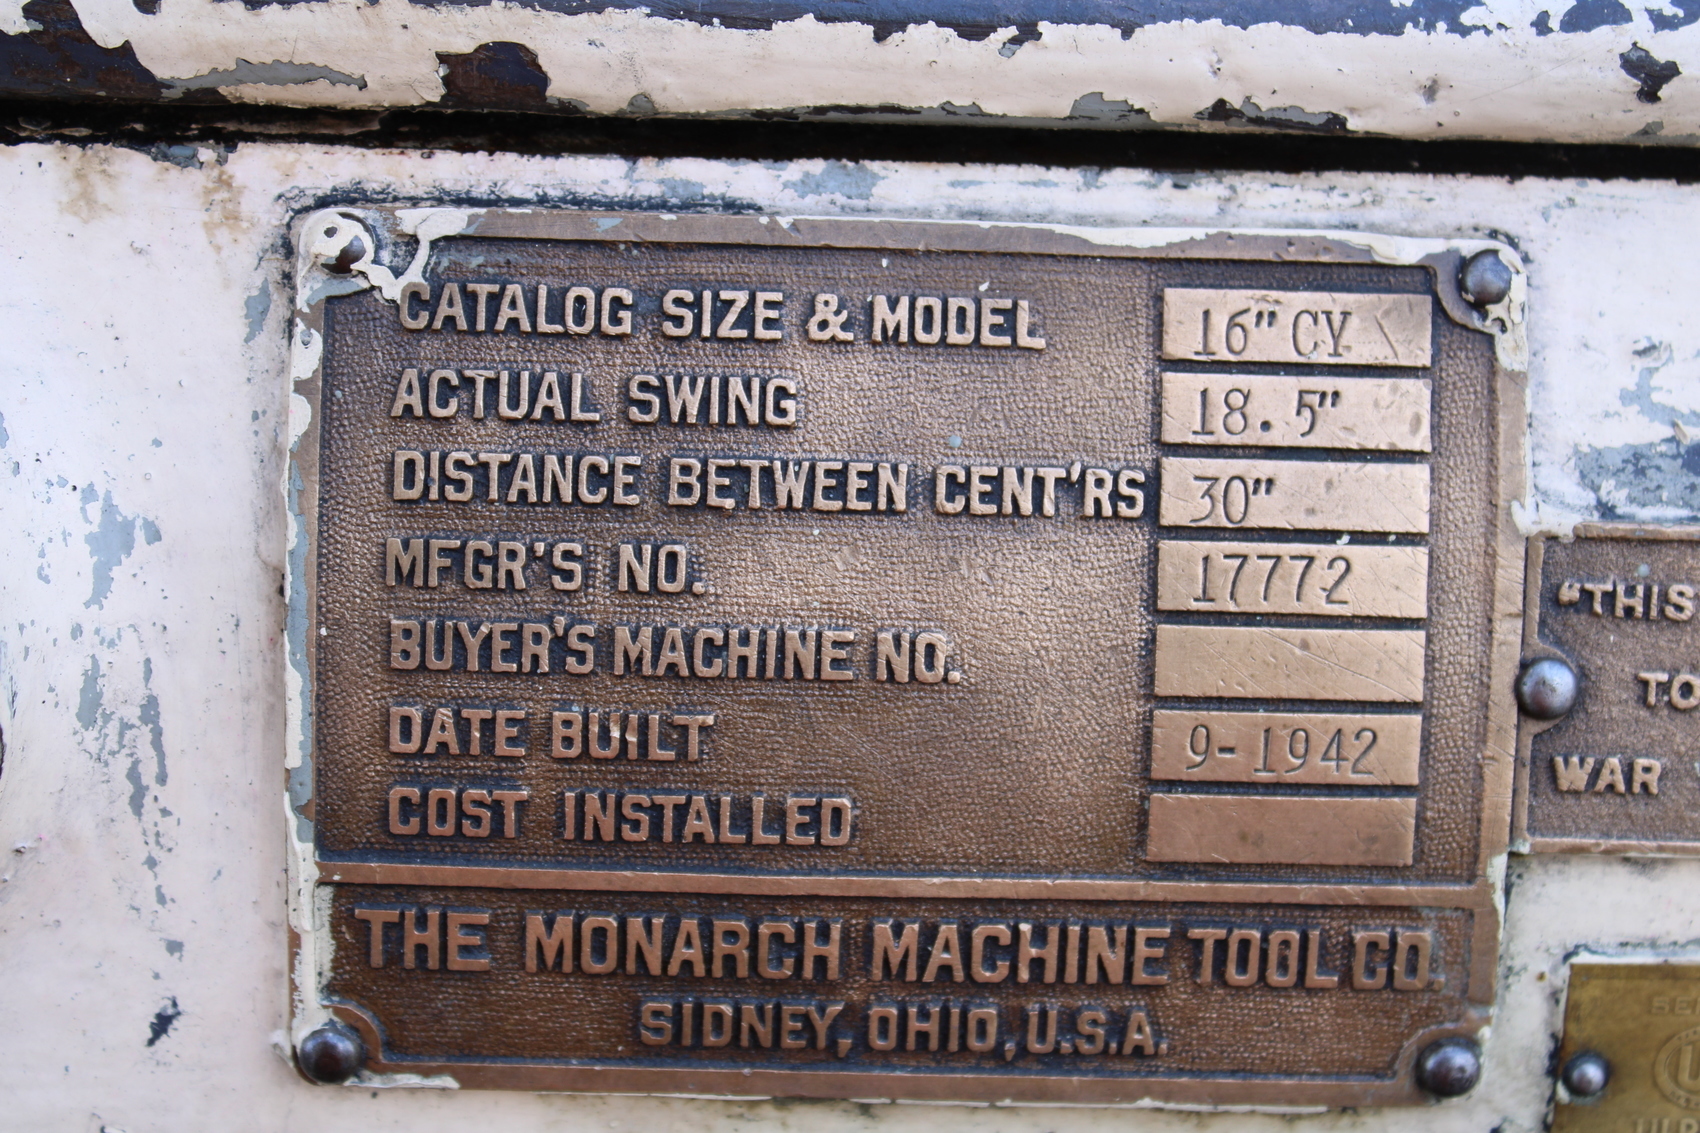 CATALOG SIZE & MODEL 16" CY
ACTUAL SWING 18.5"
DISTANCE BETWEEN CENT'RS 30"
MFGR'S NO. 17772
BUYER'S MACHINE NO.
DATE BUILT 9-1942
COST INSTALLED
THE MONARCH MACHINE TOOL CO.
SIDNEY, OHIO, U.S.A.
"THIS
TO
WAR